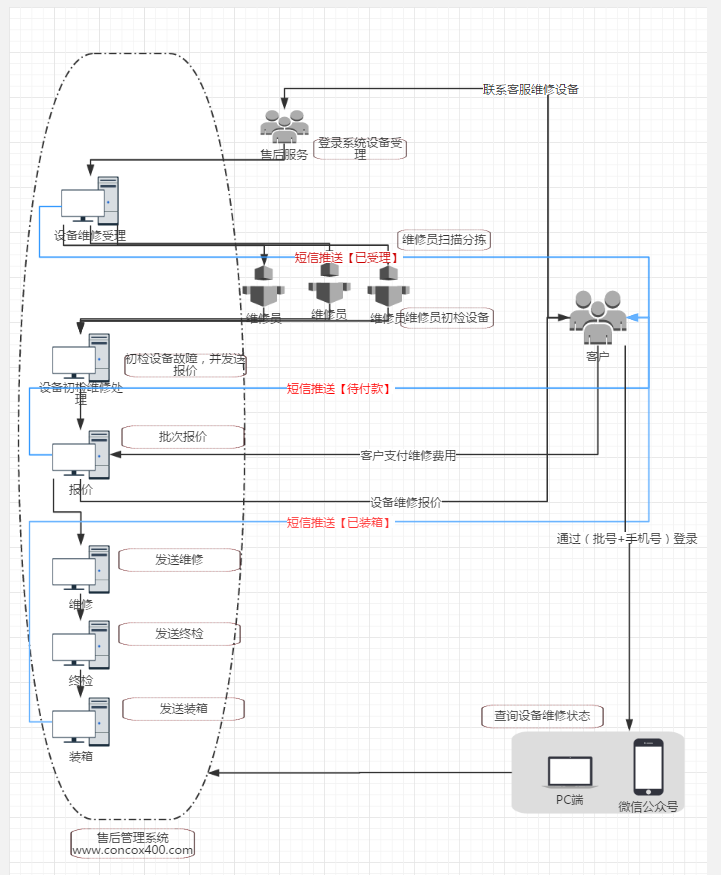 联系客服维修设备
售后服务
登录系统设备受
理
设备维修受理
维修员扫描分拣
短信推送【已受理】
维修员
维修员
维修员
维修员初检设备
客户
初检设备故障，并发送
报价
设备初检维修处
理
短信推送【待付款】
批次报价
客户支付维修费用
报价
设备维修报价
短信推送【已装箱】
通过（批号+手机号）登录
发送维修
维修
发送终检
终检
发送装箱
查询设备维修状态
装箱
PC端
微信公众号
售后管理系统
www.concox400.com